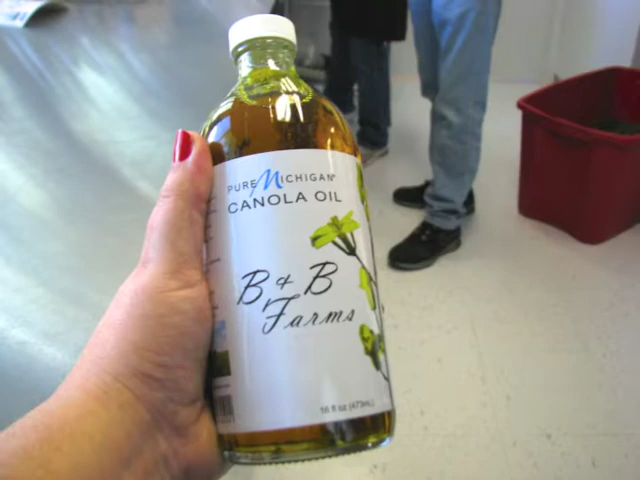 PURE MICHIGAN®
CANOLA OIL
B & B
Farms
16 fl oz (473mL)